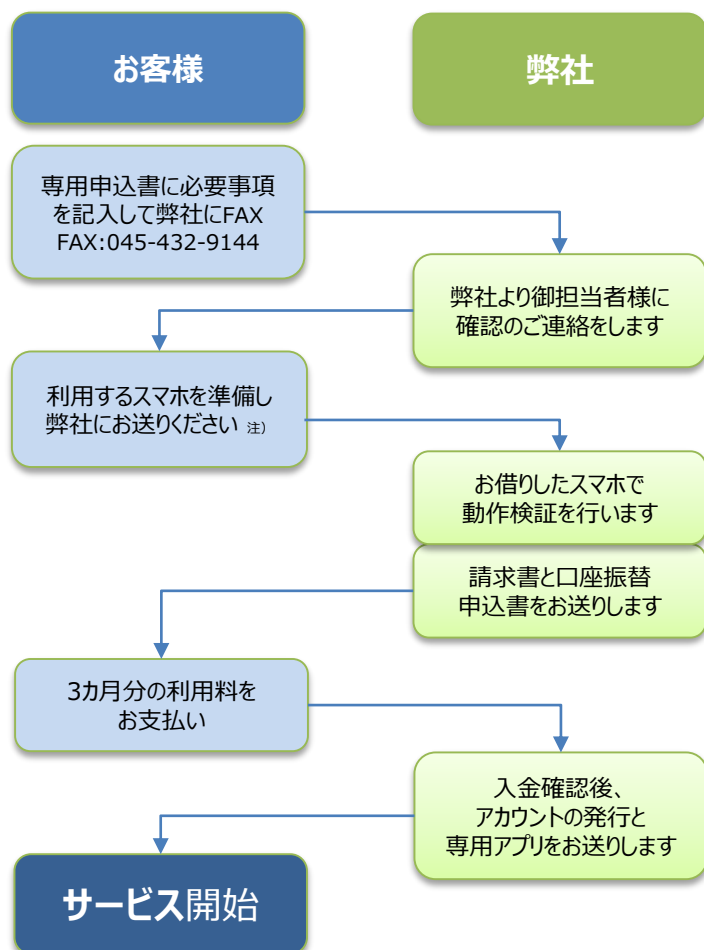 お客様
弊社
専用申込書に必要事項
を記入して弊社にFAX
FAX:045-432-9144
弊社より御担当者様に
確認のご連絡をします
利用するスマホを準備し
弊社にお送りください 注）
お借りしたスマホで
動作検証を行います
請求書と口座振替
申込書をお送りします
3カ月分の利用料を
お支払い
入金確認後、
アカウントの発行と
専用アプリをお送りします
サービス開始